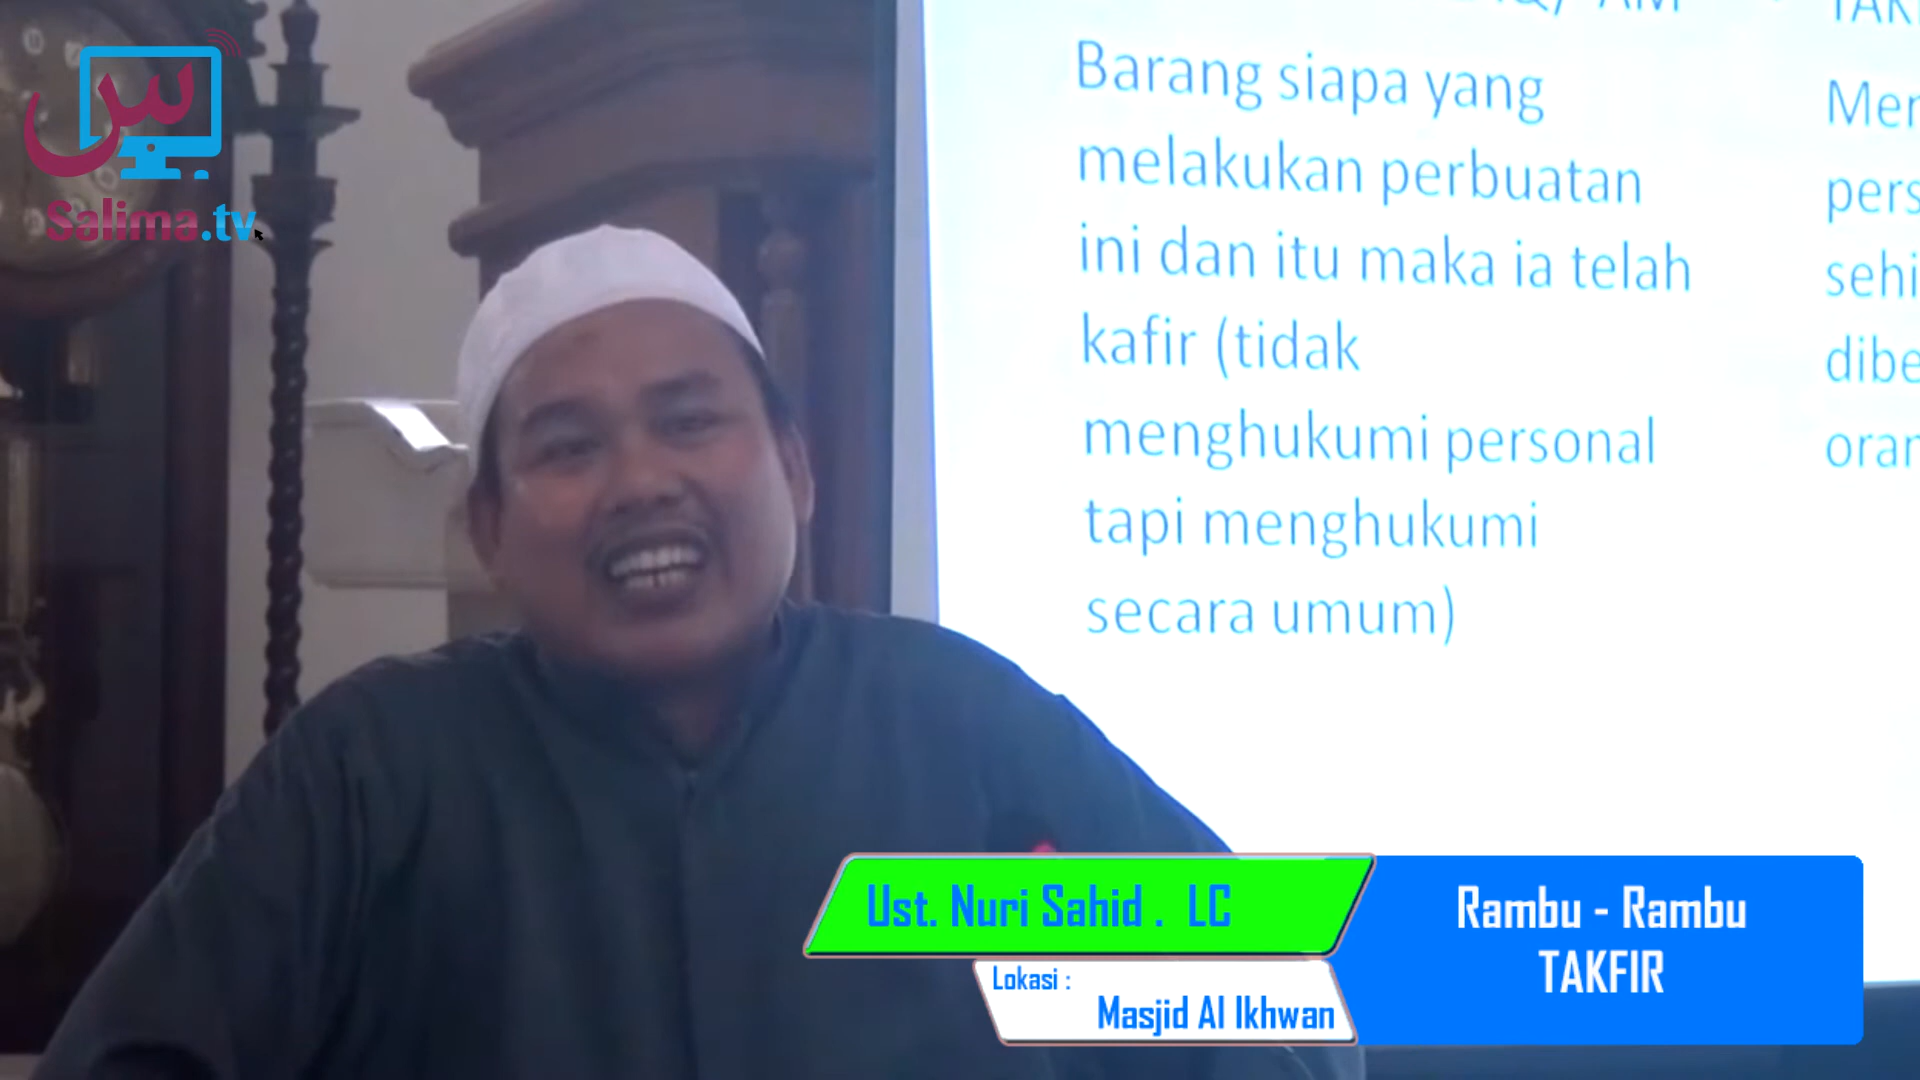 س
Salima.tv
Barang siapa yang
melakukan perbuatan
ini dan itu maka ia telah
kafir (tidak
menghukumi personal
tapi menghukumi
secara umum)
Ust. Nuri Sahid . LC
Lokasi :
Masjid Al Ikhwan
Rambu - Rambu
TAKFIR